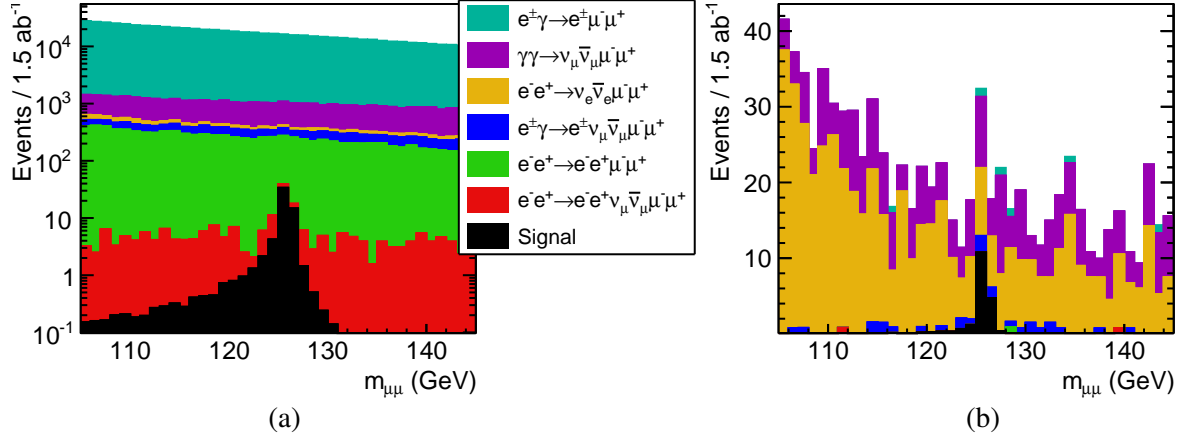 Events / 1.5 ab⁻¹
10⁴
10³
10²
10
1
10⁻¹
110 120 130 140
m_μμ (GeV)
(a)
e±γ→e±μ⁻μ⁺
γγ→ν_μν̄_μμ⁻μ⁺
e⁻e⁺→ν_eν̄_eμ⁻μ⁺
e±γ→e±ν_μν̄_μμ⁻μ⁺
e⁻e⁺→e⁻e⁺μ⁻μ⁺
e⁻e⁺→e⁻e⁺ν_μν̄_μμ⁻μ⁺
Signal
Events / 1.5 ab⁻¹
40
30
20
10
110 120 130 140
m_μμ (GeV)
(b)